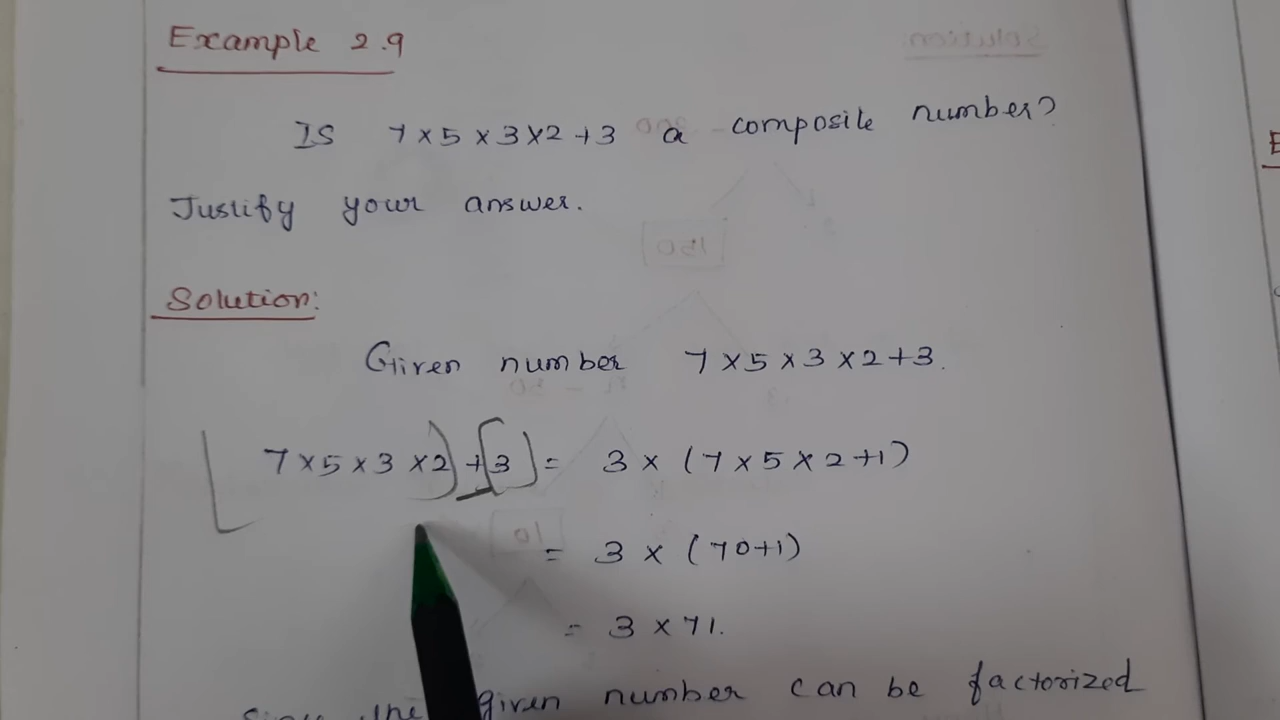 Example 2.9
Is 7 × 5 × 3 × 2 + 3 a composite number?
Justify your answer.
Solution:
Given number 7 × 5 × 3 × 2 + 3.
7 × 5 × 3 × 2 + 3 = 3 × (7 × 5 × 2 + 1)
= 3 × (70+1)
= 3 × 71.
the given number can be factorized